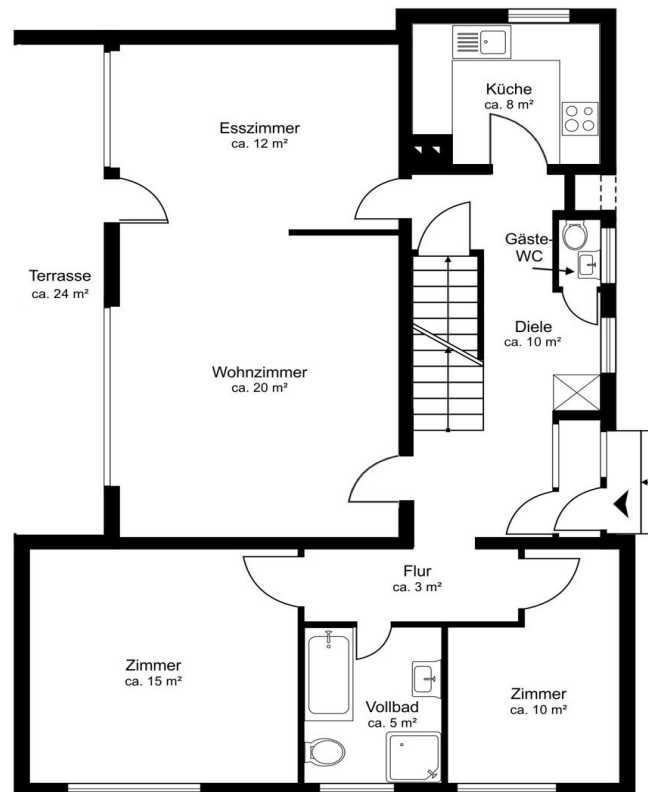 Küche
ca. 8 m²
Esszimmer
ca. 12 m²
Gäste-
WC
Terrasse
ca. 24 m²
Diele
ca. 10 m²
Wohnzimmer
ca. 20 m²
Flur
ca. 3 m²
Zimmer
ca. 15 m²
Vollbad
ca. 5 m²
Zimmer
ca. 10 m²